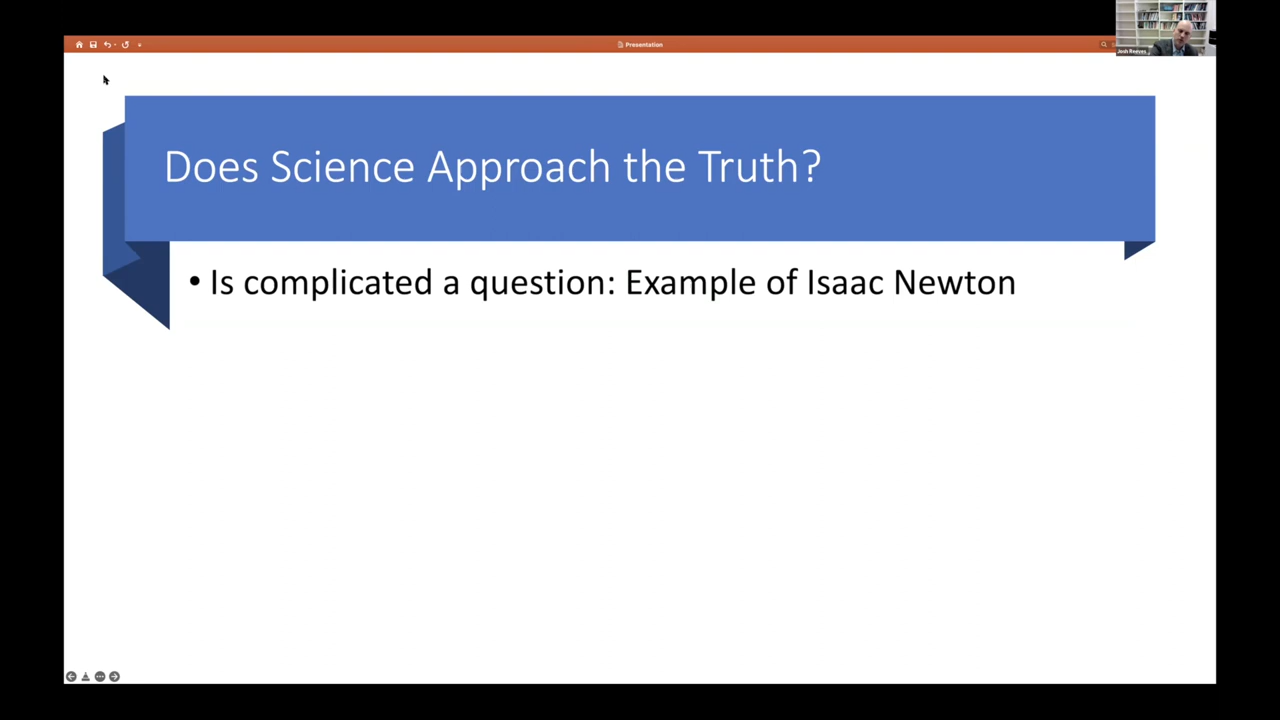 Presentation
Josh Reeves
Does Science Approach the Truth?
• Is complicated a question: Example of Isaac Newton